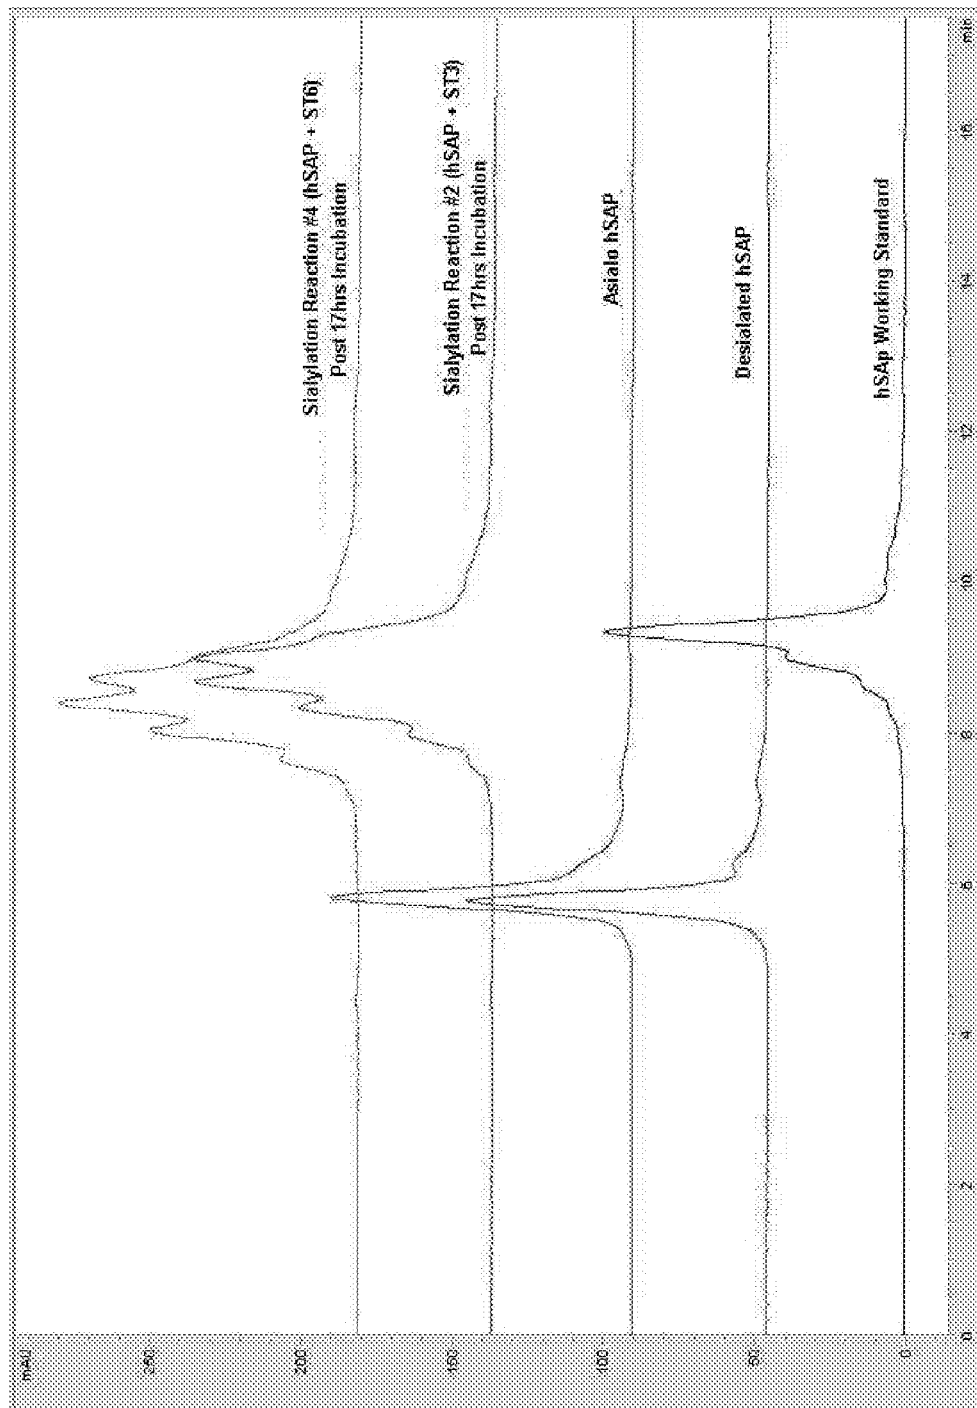 mAU
250
200
150
100
50
0
Sialylation Reaction #4 (hSAP + ST6)
Post 17hrs Incubation
Sialylation Reaction #2 (hSAP + ST3)
Post 17hrs Incubation
Asialo hSAP
Desialated hSAP
hSAp Working Standard
0
2
4
6
8
10
12
14
16
min